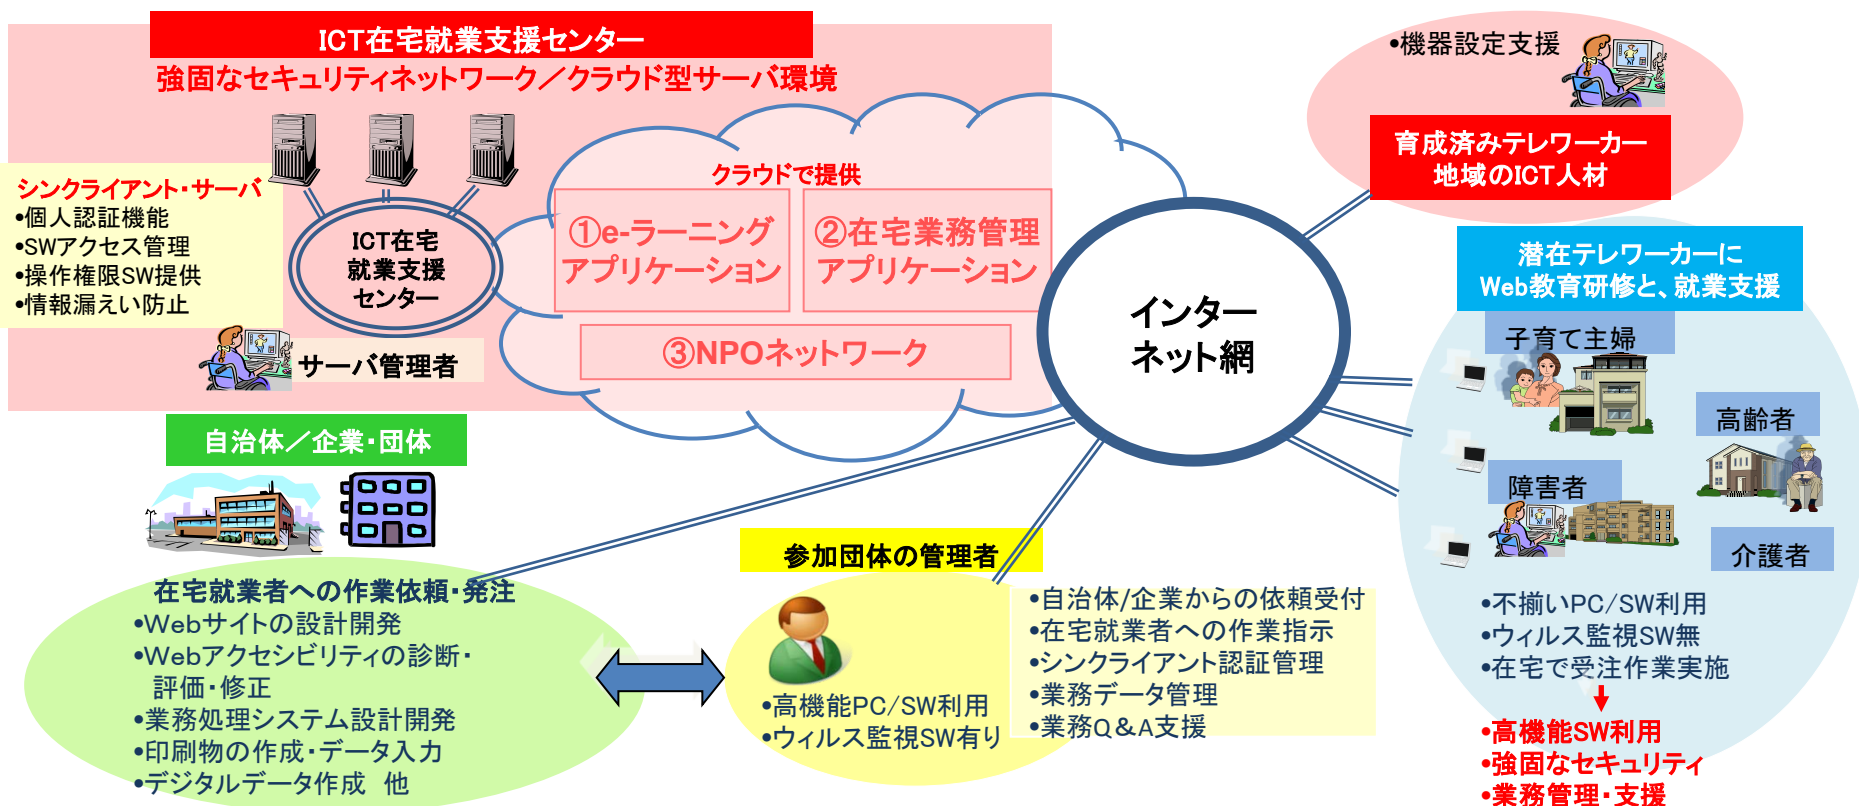 ICT在宅就業支援センター
強固なセキュリティネットワーク／クラウド型サーバ環境
シンクライアント・サーバ
•個人認証機能
•SWアクセス管理
•操作権限SW提供
•情報漏えい防止
ICT在宅
就業支援
センター
サーバ管理者
クラウドで提供
①e-ラーニング
アプリケーション
②在宅業務管理
アプリケーション
③NPOネットワーク
インター
ネット網
•機器設定支援
育成済みテレワーカー
地域のICT人材
潜在テレワーカーに
Web教育研修と、就業支援
子育て主婦
高齢者
障害者
介護者
•不揃いPC/SW利用
•ウィルス監視SW無
•在宅で受注作業実施
•高機能SW利用
•強固なセキュリティ
•業務管理・支援
自治体／企業・団体
在宅就業者への作業依頼・発注
•Webサイトの設計開発
•Webアクセシビリティの診断・
評価・修正
•業務処理システム設計開発
•印刷物の作成・データ入力
•デジタルデータ作成　他
参加団体の管理者
•高機能PC/SW利用
•ウィルス監視SW有り
•自治体/企業からの依頼受付
•在宅就業者への作業指示
•シンクライアント認証管理
•業務データ管理
•業務Q&A支援